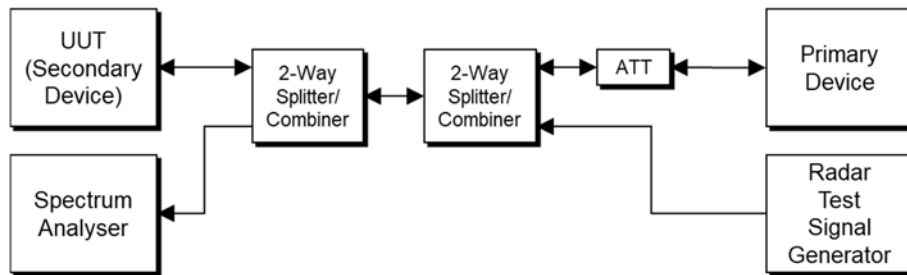 UUT
(Secondary
Device)
2-Way
Splitter/
Combiner
2-Way
Splitter/
Combiner
ATT
Primary
Device
Spectrum
Analyser
Radar
Test
Signal
Generator